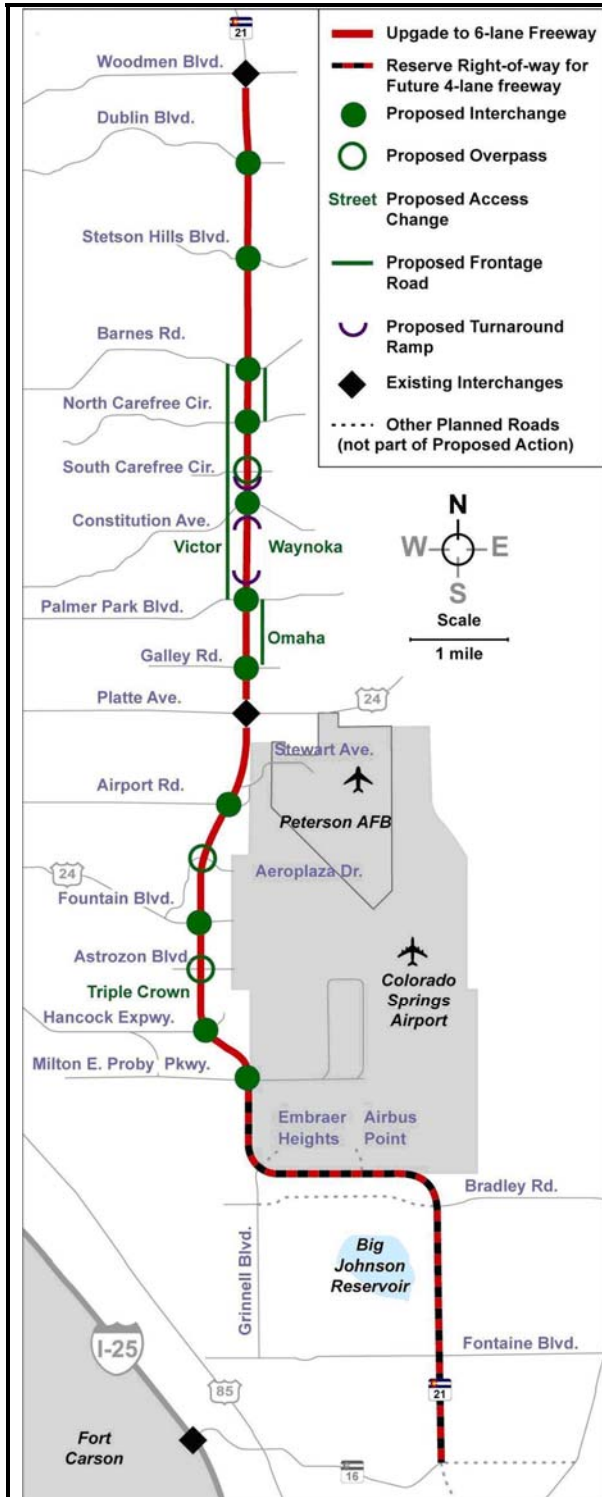 21
Woodmen Blvd.
Dublin Blvd.
Stetson Hills Blvd.
Barnes Rd.
North Carefree Cir.
South Carefree Cir.
Constitution Ave.
Victor
Waynoka
Palmer Park Blvd.
Omaha
Galley Rd.
Platte Ave.
24
Stewart Ave.
Airport Rd.
Peterson AFB
24
Aeroplaza Dr.
Fountain Blvd.
Astrozon Blvd
Colorado
Springs
Airport
Triple Crown
Hancock Expwy.
Milton E. Proby Pkwy.
Embraer
Heights
Airbus
Point
Bradley Rd.
Grinnell Blvd.
Big
Johnson
Reservoir
I-25
Fontaine Blvd.
85
21
Fort
Carson
16
Upgade to 6-lane Freeway
Reserve Right-of-way for
Future 4-lane freeway
Proposed Interchange
Proposed Overpass
Street Proposed Access
Change
Proposed Frontage
Road
Proposed Turnaround
Ramp
Existing Interchanges
Other Planned Roads
(not part of Proposed Action)
N
W E
S
Scale
1 mile